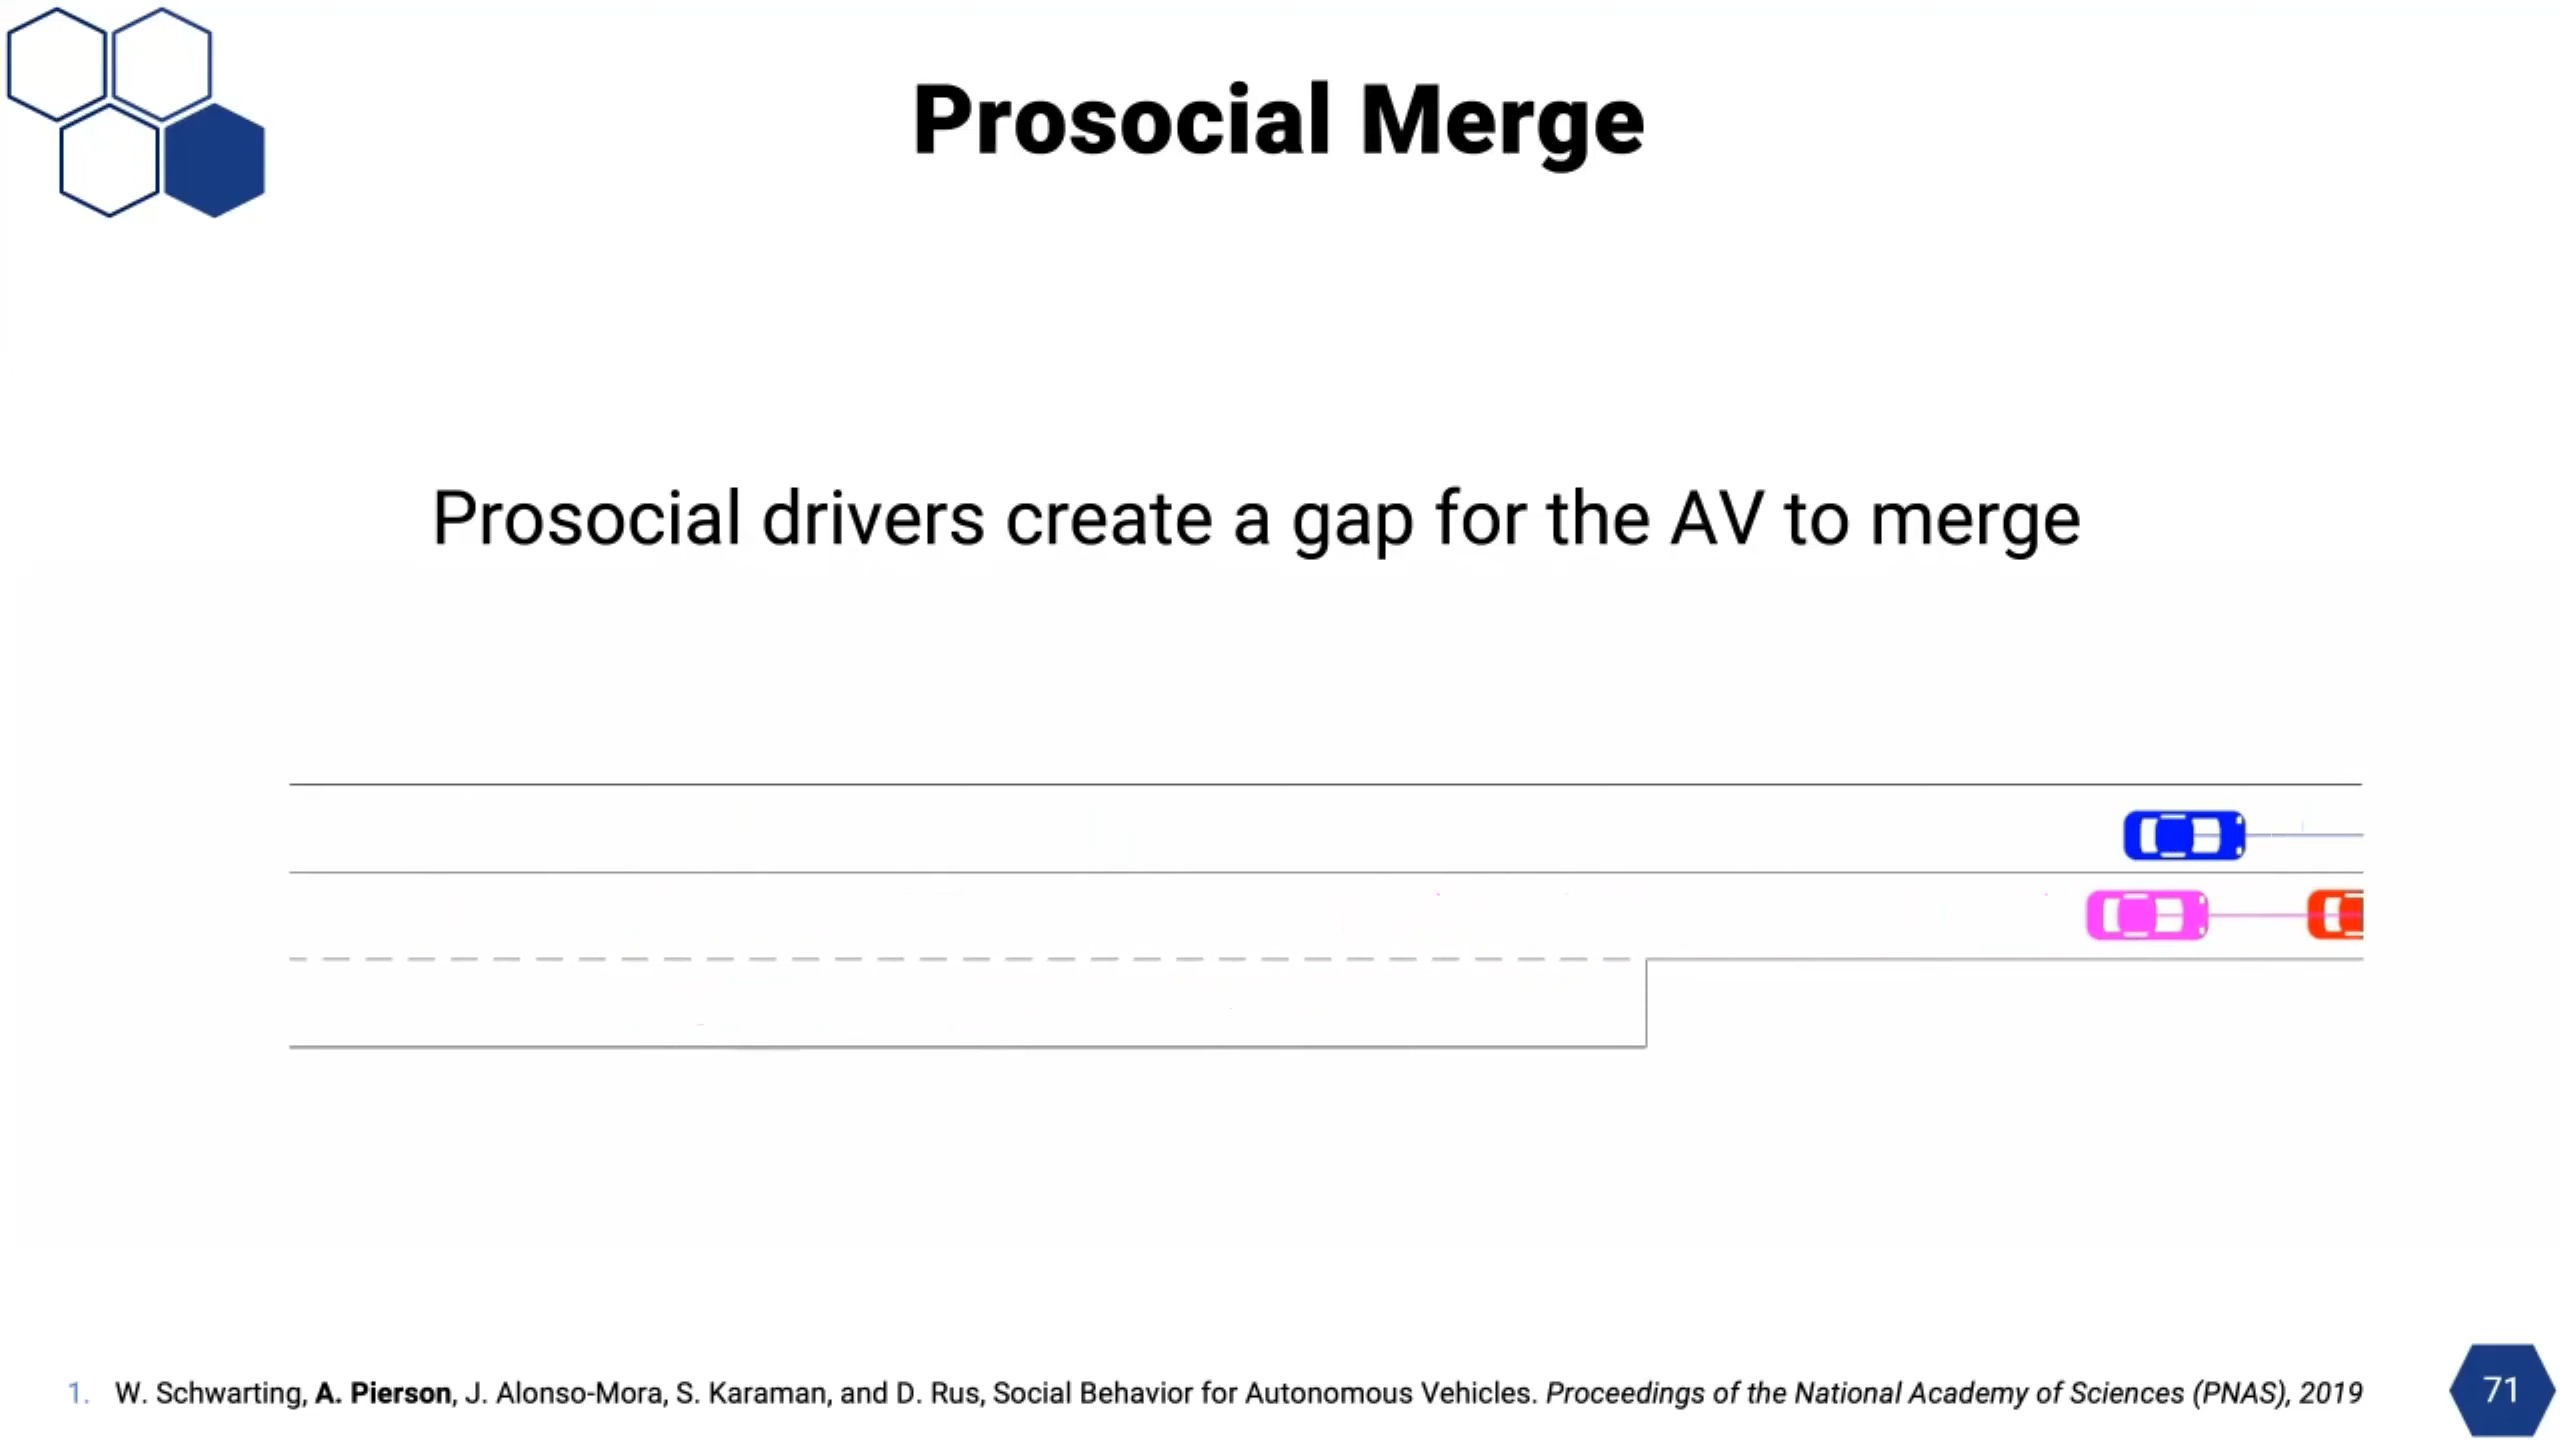 Prosocial Merge
Prosocial drivers create a gap for the AV to merge
1. W. Schwarting, A. Pierson, J. Alonso-Mora, S. Karaman, and D. Rus, Social Behavior for Autonomous Vehicles. Proceedings of the National Academy of Sciences (PNAS), 2019
71